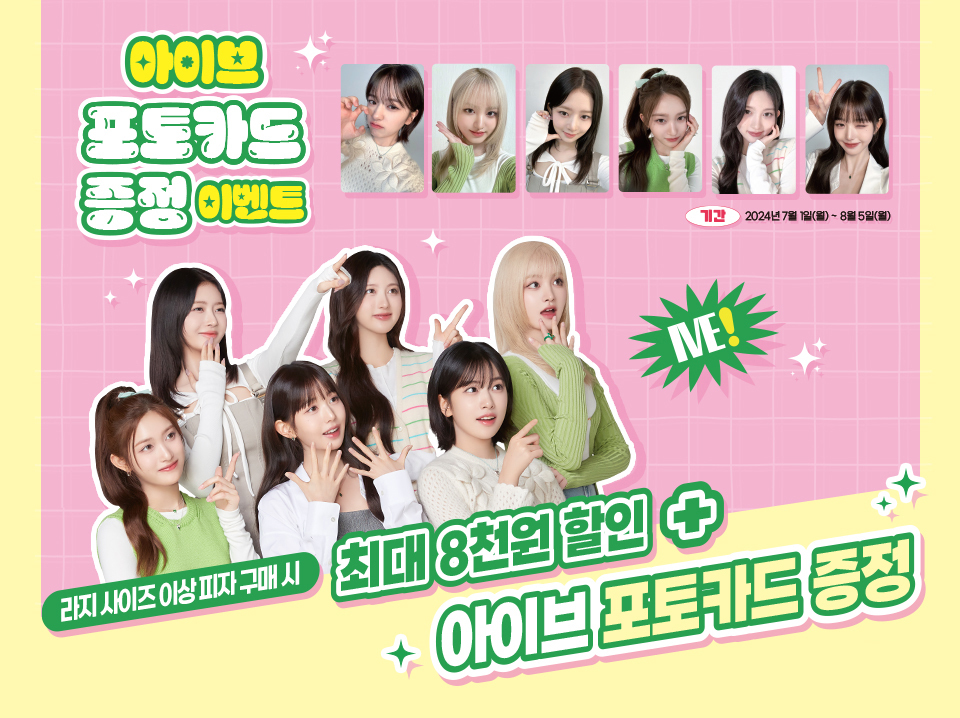 아이브
포토카드
증정 이벤트
기간 2024년 7월 1일(월) ~ 8월 5일(월)
IVE!
라지 사이즈 이상 피자 구매 시
최대 8천원 할인 +
아이브 포토카드 증정